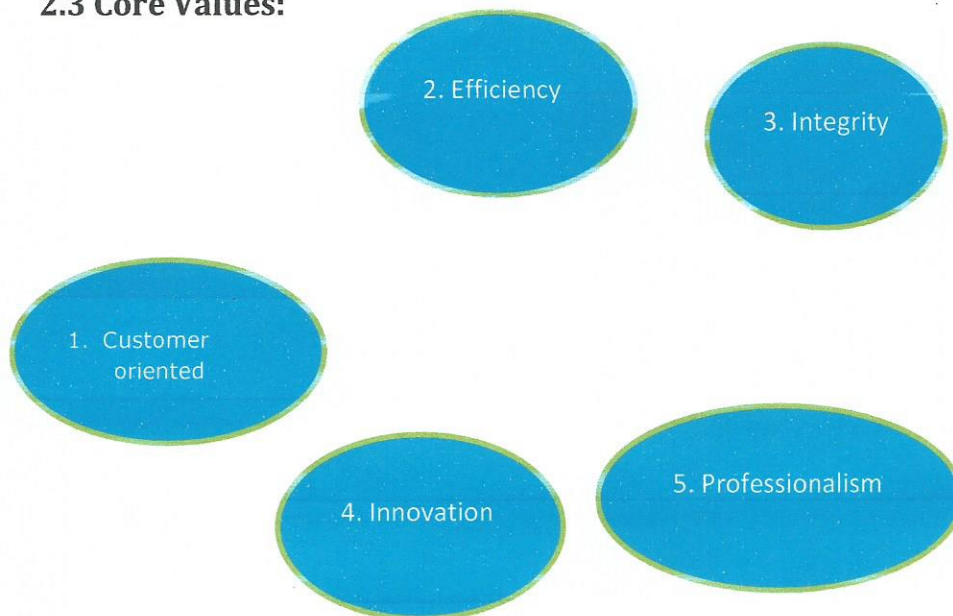 2.3 Core Values:
2. Efficiency
3. Integrity
1. Customer
oriented
4. Innovation
5. Professionalism